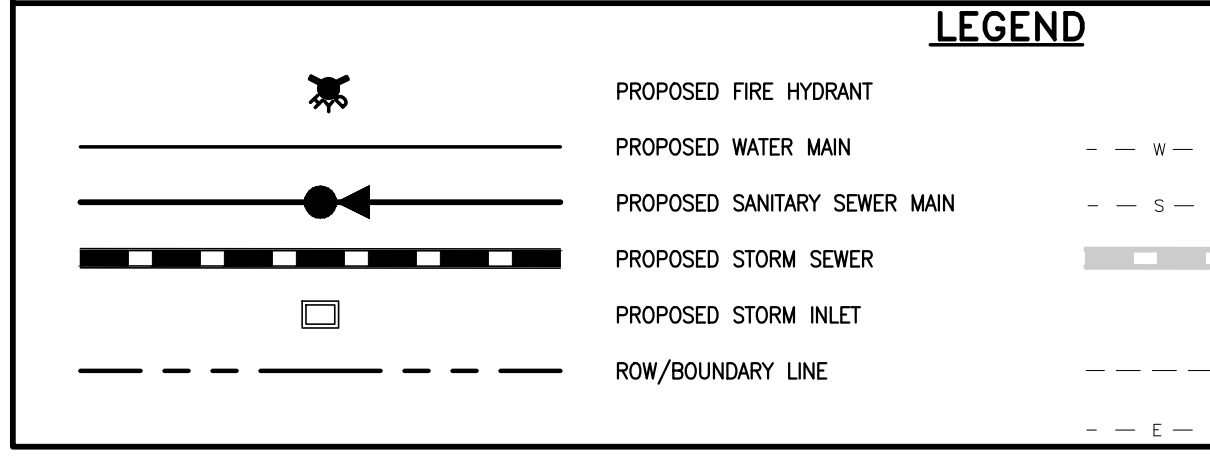 LEGEND
HYD
PROPOSED FIRE HYDRANT
PROPOSED WATER MAIN
W
PROPOSED SANITARY SEWER MAIN
S
PROPOSED STORM SEWER
PROPOSED STORM INLET
ROW/BOUNDARY LINE
E